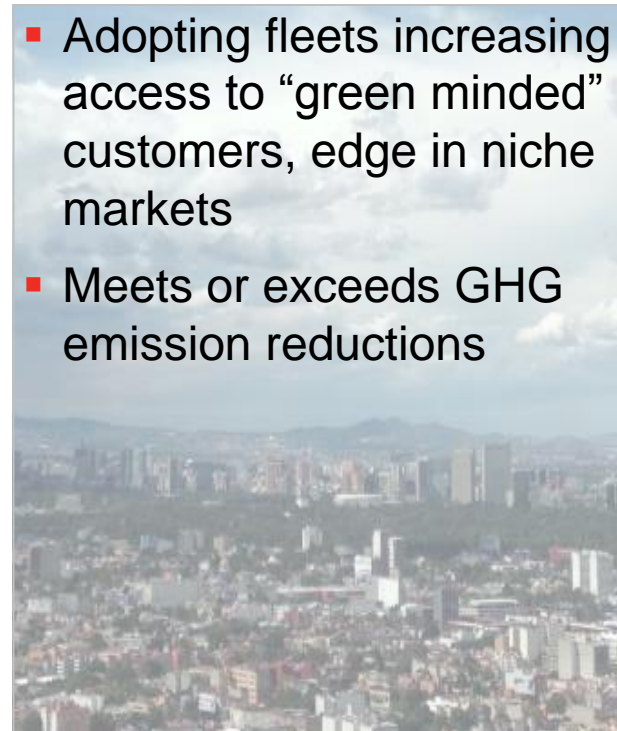 ▪ Adopting fleets increasing
access to “green minded”
customers, edge in niche
markets
▪ Meets or exceeds GHG
emission reductions